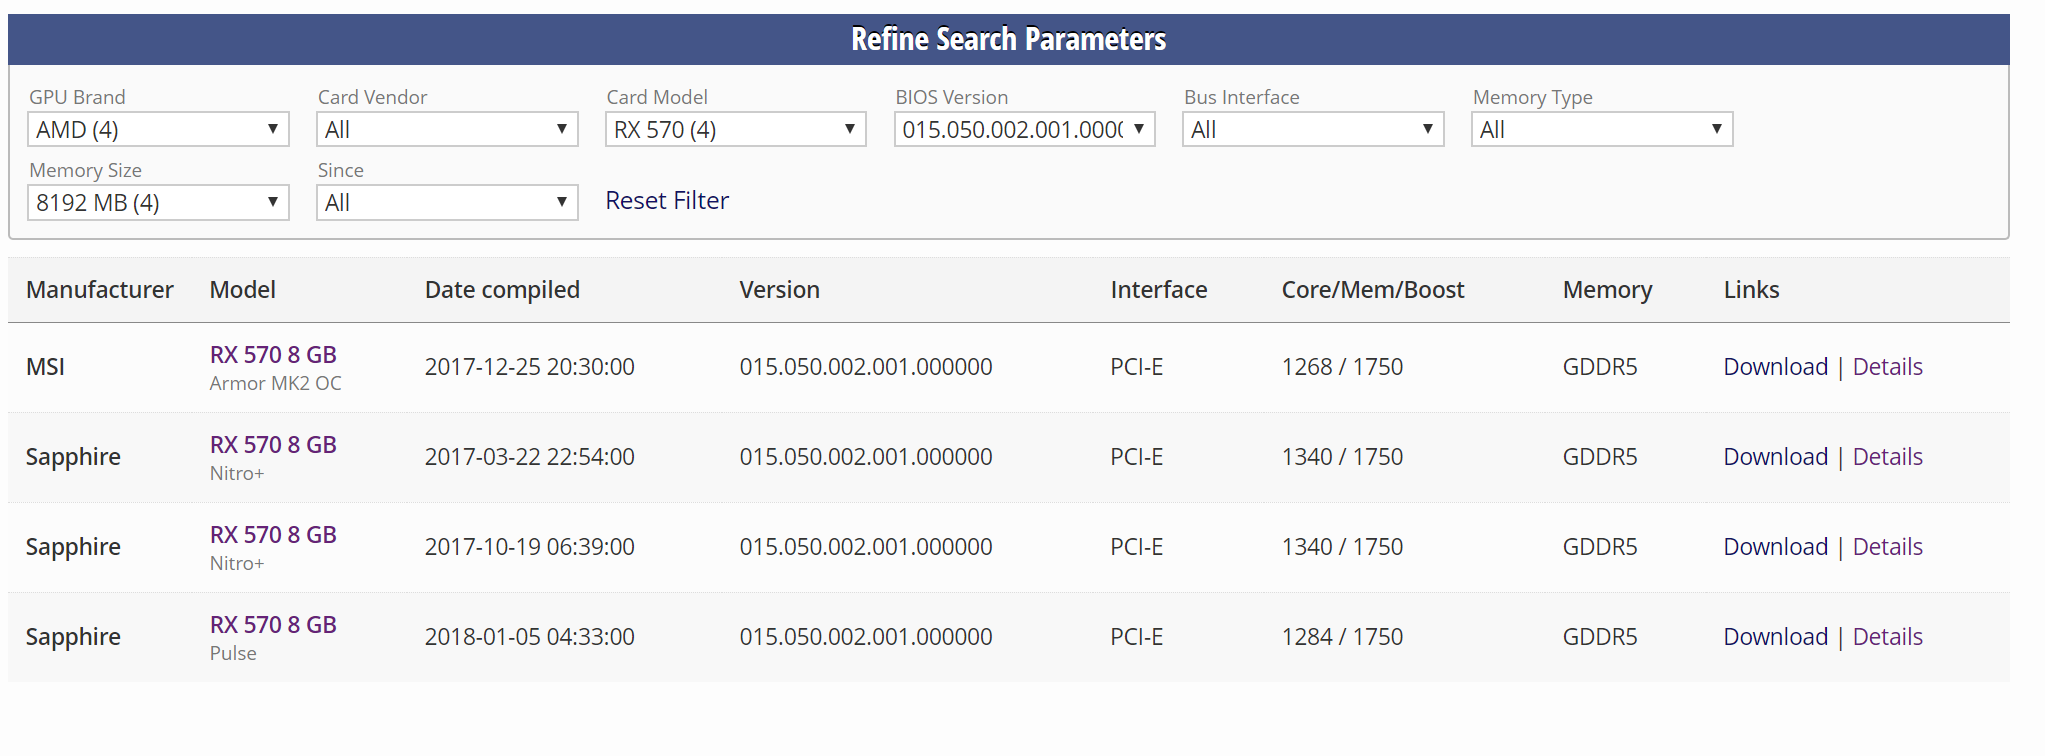 Refine Search Parameters
GPU Brand Card Vendor Card Model BIOS Version Bus Interface Memory Type
AMD (4) All RX 570 (4) 015.050.002.001.000 All All
Memory Size Since
8192 MB (4) All Reset Filter
Manufacturer Model Date compiled Version Interface Core/Mem/Boost Memory Links
MSI RX 570 8 GB 2017-12-25 20:30:00 015.050.002.001.000000 PCI-E 1268 / 1750 GDDR5 Download | Details
Armor MK2 OC
Sapphire RX 570 8 GB 2017-03-22 22:54:00 015.050.002.001.000000 PCI-E 1340 / 1750 GDDR5 Download | Details
Nitro+
Sapphire RX 570 8 GB 2017-10-19 06:39:00 015.050.002.001.000000 PCI-E 1340 / 1750 GDDR5 Download | Details
Nitro+
Sapphire RX 570 8 GB 2018-01-05 04:33:00 015.050.002.001.000000 PCI-E 1284 / 1750 GDDR5 Download | Details
Pulse